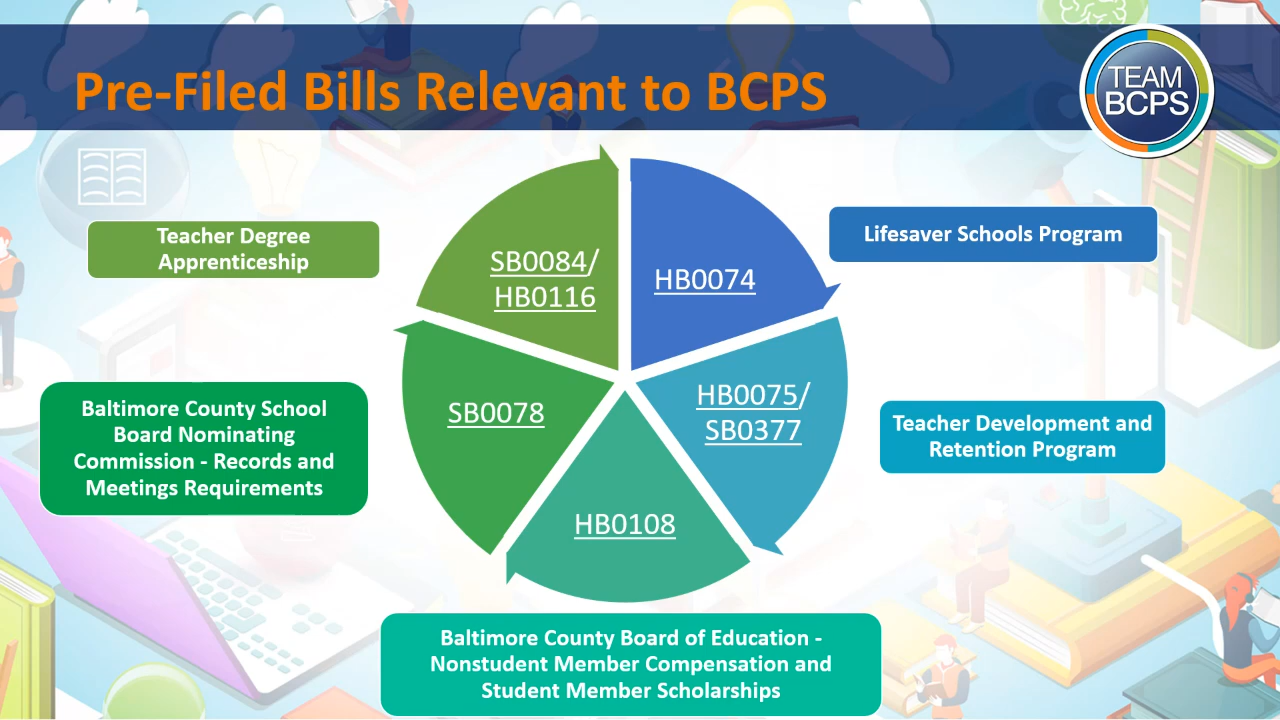 Pre-Filed Bills Relevant to BCPS
TEAM
BCPS
Teacher Degree
Apprenticeship
SB0084/
HB0116
HB0074
Lifesaver Schools Program
Baltimore County School
Board Nominating
Commission - Records and
Meetings Requirements
SB0078
HB0075/
SB0377
Teacher Development and
Retention Program
HB0108
Baltimore County Board of Education -
Nonstudent Member Compensation and
Student Member Scholarships